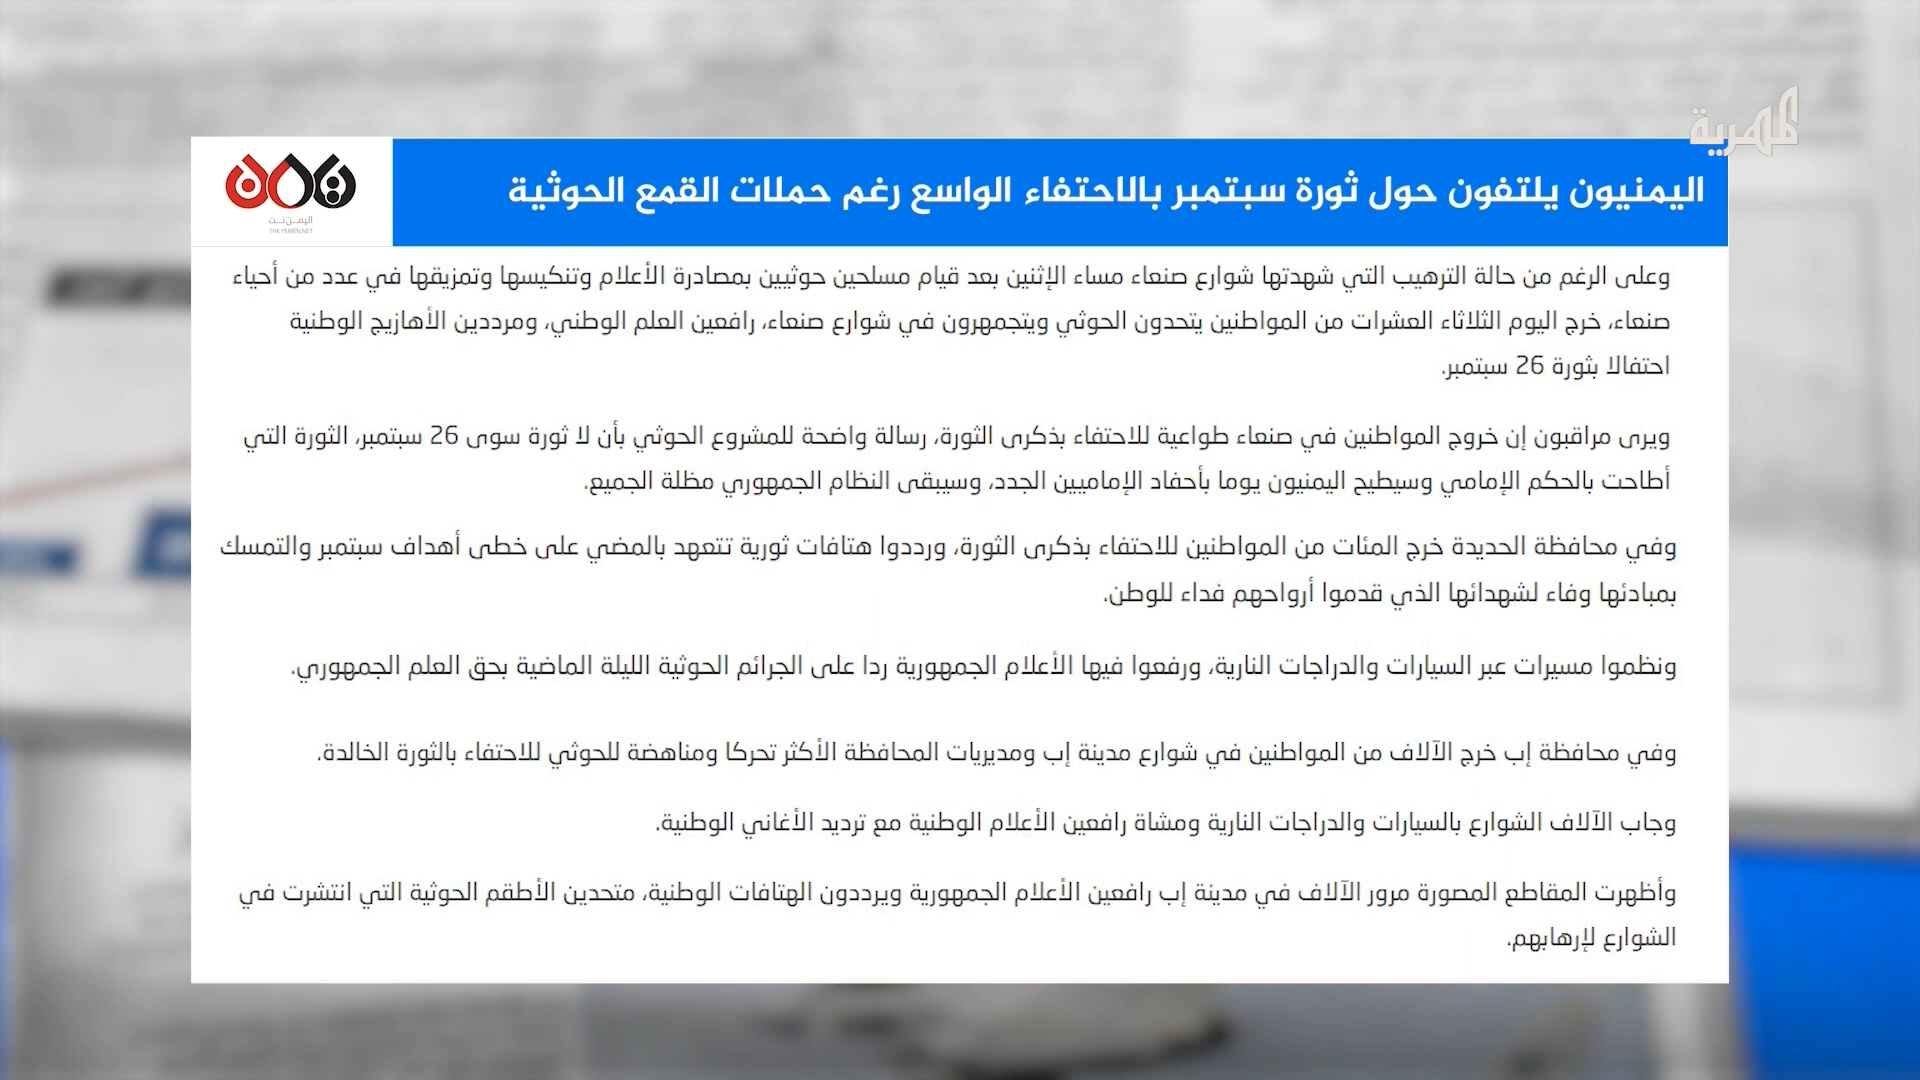 المهرية
اليمنيون يلتفون حول ثورة سبتمبر بالاحتفاء الواسع رغم حملات القمع الحوثية
اليمن نت
THE YEMEN.NET
وعلى الرغم من حالة الترهيب التي شهدتها شوارع صنعاء مساء الإثنين بعد قيام مسلحين حوثيين بمصادرة الأعلام وتنكيسها وتمزيقها في عدد من أحياء
صنعاء، خرج اليوم الثلاثاء العشرات من المواطنين يتحدون الحوثي ويتجمهرون في شوارع صنعاء، رافعين العلم الوطني، ومرددين الأهازيج الوطنية
احتفالا بثورة 26 سبتمبر.
ويرى مراقبون إن خروج المواطنين في صنعاء طواعية للاحتفاء بذكرى الثورة، رسالة واضحة للمشروع الحوثي بأن لا ثورة سوى 26 سبتمبر، الثورة التي
أطاحت بالحكم الإمامي وسيطيح اليمنيون يوما بأحفاد الإماميين الجدد، وسيبقى النظام الجمهوري مظلة الجميع.
وفي محافظة الحديدة خرج المئات من المواطنين للاحتفاء بذكرى الثورة، ورددوا هتافات ثورية تتعهد بالمضي على خطى أهداف سبتمبر والتمسك
بمبادئها وفاء لشهدائها الذي قدموا أرواحهم فداء للوطن.
ونظموا مسيرات عبر السيارات والدراجات النارية، ورفعوا فيها الأعلام الجمهورية ردا على الجرائم الحوثية الليلة الماضية بحق العلم الجمهوري.
وفي محافظة إب خرج الآلاف من المواطنين في شوارع مدينة إب ومديريات المحافظة الأكثر تحركا ومناهضة للحوثي للاحتفاء بالثورة الخالدة.
وجاب الآلاف الشوارع بالسيارات والدراجات النارية ومشاة رافعين الأعلام الوطنية مع ترديد الأغاني الوطنية.
وأظهرت المقاطع المصورة مرور الآلاف في مدينة إب رافعين الأعلام الجمهورية ويرددون الهتافات الوطنية، متحدين الأطقم الحوثية التي انتشرت في
الشوارع لإرهابهم.